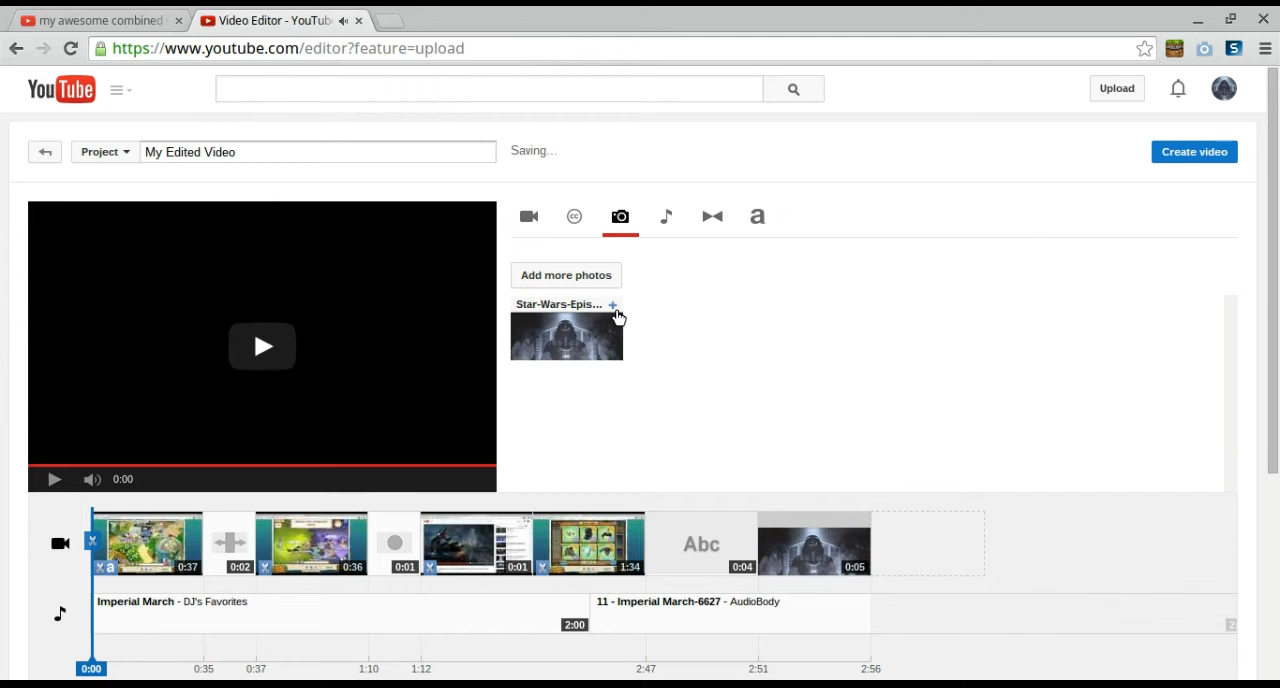 my awesome combined
Video Editor - YouTub
https://www.youtube.com/editor?feature=upload
S
YouTube
Upload
Project
My Edited Video
Saving...
Create video
cc
a
Add more photos
Star-Wars-Epis... +
0:00
a 0:37
0:02
0:36
0:01
0:01
1:34
Abc
0:04
0:05
Imperial March - DJ's Favorites
2:00
11 - Imperial March-6627 - AudioBody
0:00
0:35
0:37
1:10
1:12
2:47
2:51
2:56